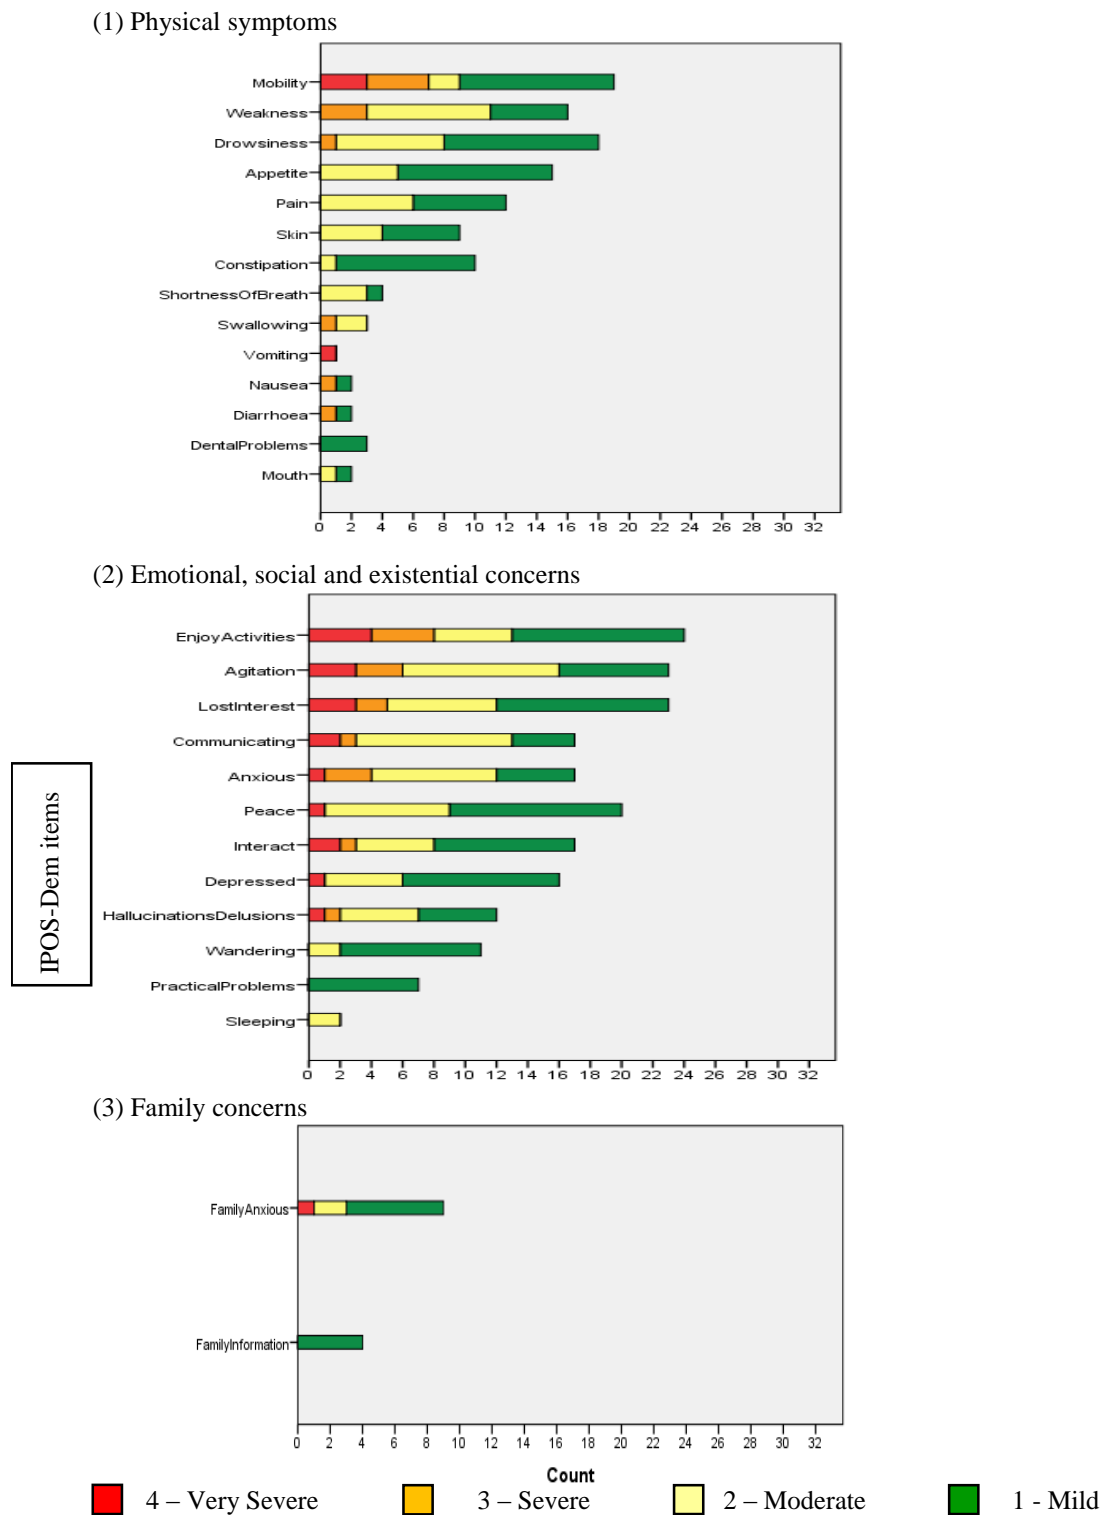 (1) Physical symptoms
Mobility
Weakness
Drowsiness
Appetite
Pain
Skin
Constipation
ShortnessOfBreath
Swallowing
Vomiting
Nausea
Diarrhoea
DentalProblems
Mouth
0 2 4 6 8 10 12 14 16 18 20 22 24 26 28 30 32
(2) Emotional, social and existential concerns
EnjoyActivities
Agitation
LostInterest
Communicating
Anxious
Peace
Interact
Depressed
HallucinationsDelusions
Wandering
PracticalProblems
Sleeping
0 2 4 6 8 10 12 14 16 18 20 22 24 26 28 30 32
IPOS-Dem items
(3) Family concerns
FamilyAnxious
FamilyInformation
0 2 4 6 8 10 12 14 16 18 20 22 24 26 28 30 32
Count
4 – Very Severe 3 – Severe 2 – Moderate 1 - Mild